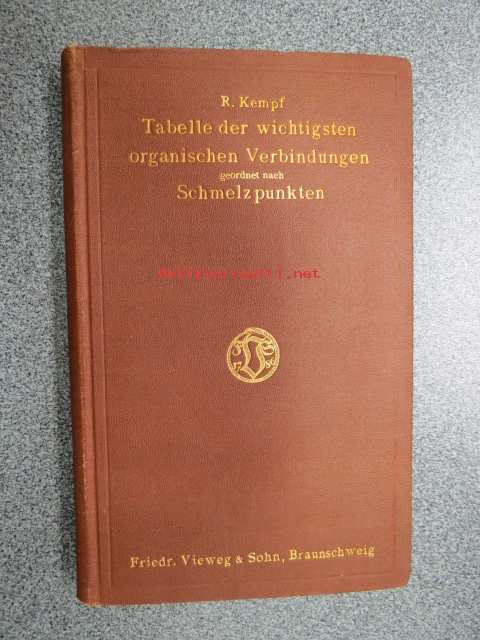 R. Kempf
Tabelle der wichtigsten
organischen Verbindungen
geordnet nach
Schmelzpunkten
Friedr. Vieweg & Sohn, Braunschweig